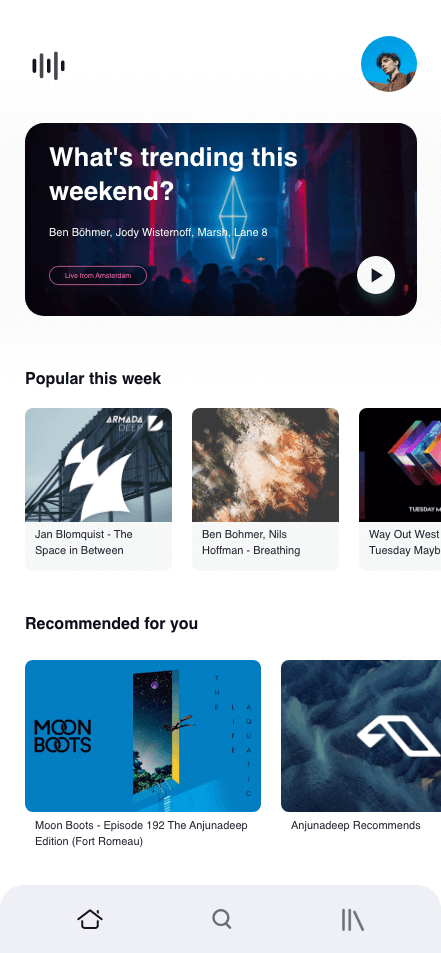 What's trending this
weekend?
Ben Böhmer, Jody Wisternoff, Marsh, Lane 8
Live from Amsterdam
Popular this week
ARMADA
DEEP
Jan Blomquist - The
Space in Between
Ben Bohmer, Nils
Hoffman - Breathing
TUESDAY M
Way Out West
Tuesday Mayb
Recommended for you
MOON
BOOTS
THE
LIFE
AQUATIC
Moon Boots - Episode 192 The Anjunadeep
Edition (Fort Romeau)
Anjunadeep Recommends